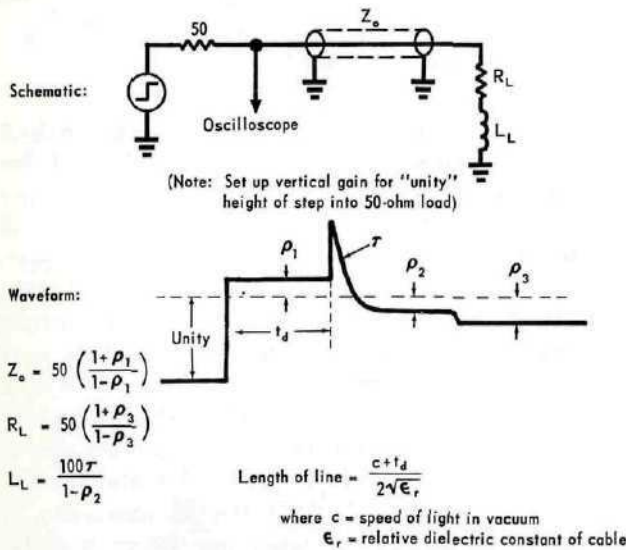 50
Z₀
Schematic:
Oscilloscope
R_L
L_L
(Note: Set up vertical gain for "unity"
height of step into 50-ohm load)
ρ₁
τ
ρ₂
ρ₃
Waveform:
Unity
t_d
Z₀ = 50 ( 1+ρ₁ / 1-ρ₁ )
R_L = 50 ( 1+ρ₃ / 1-ρ₃ )
L_L = 100τ / 1-ρ₂
Length of line = c+t_d / 2√ϵ_r
where c = speed of light in vacuum
ϵ_r = relative dielectric constant of cable